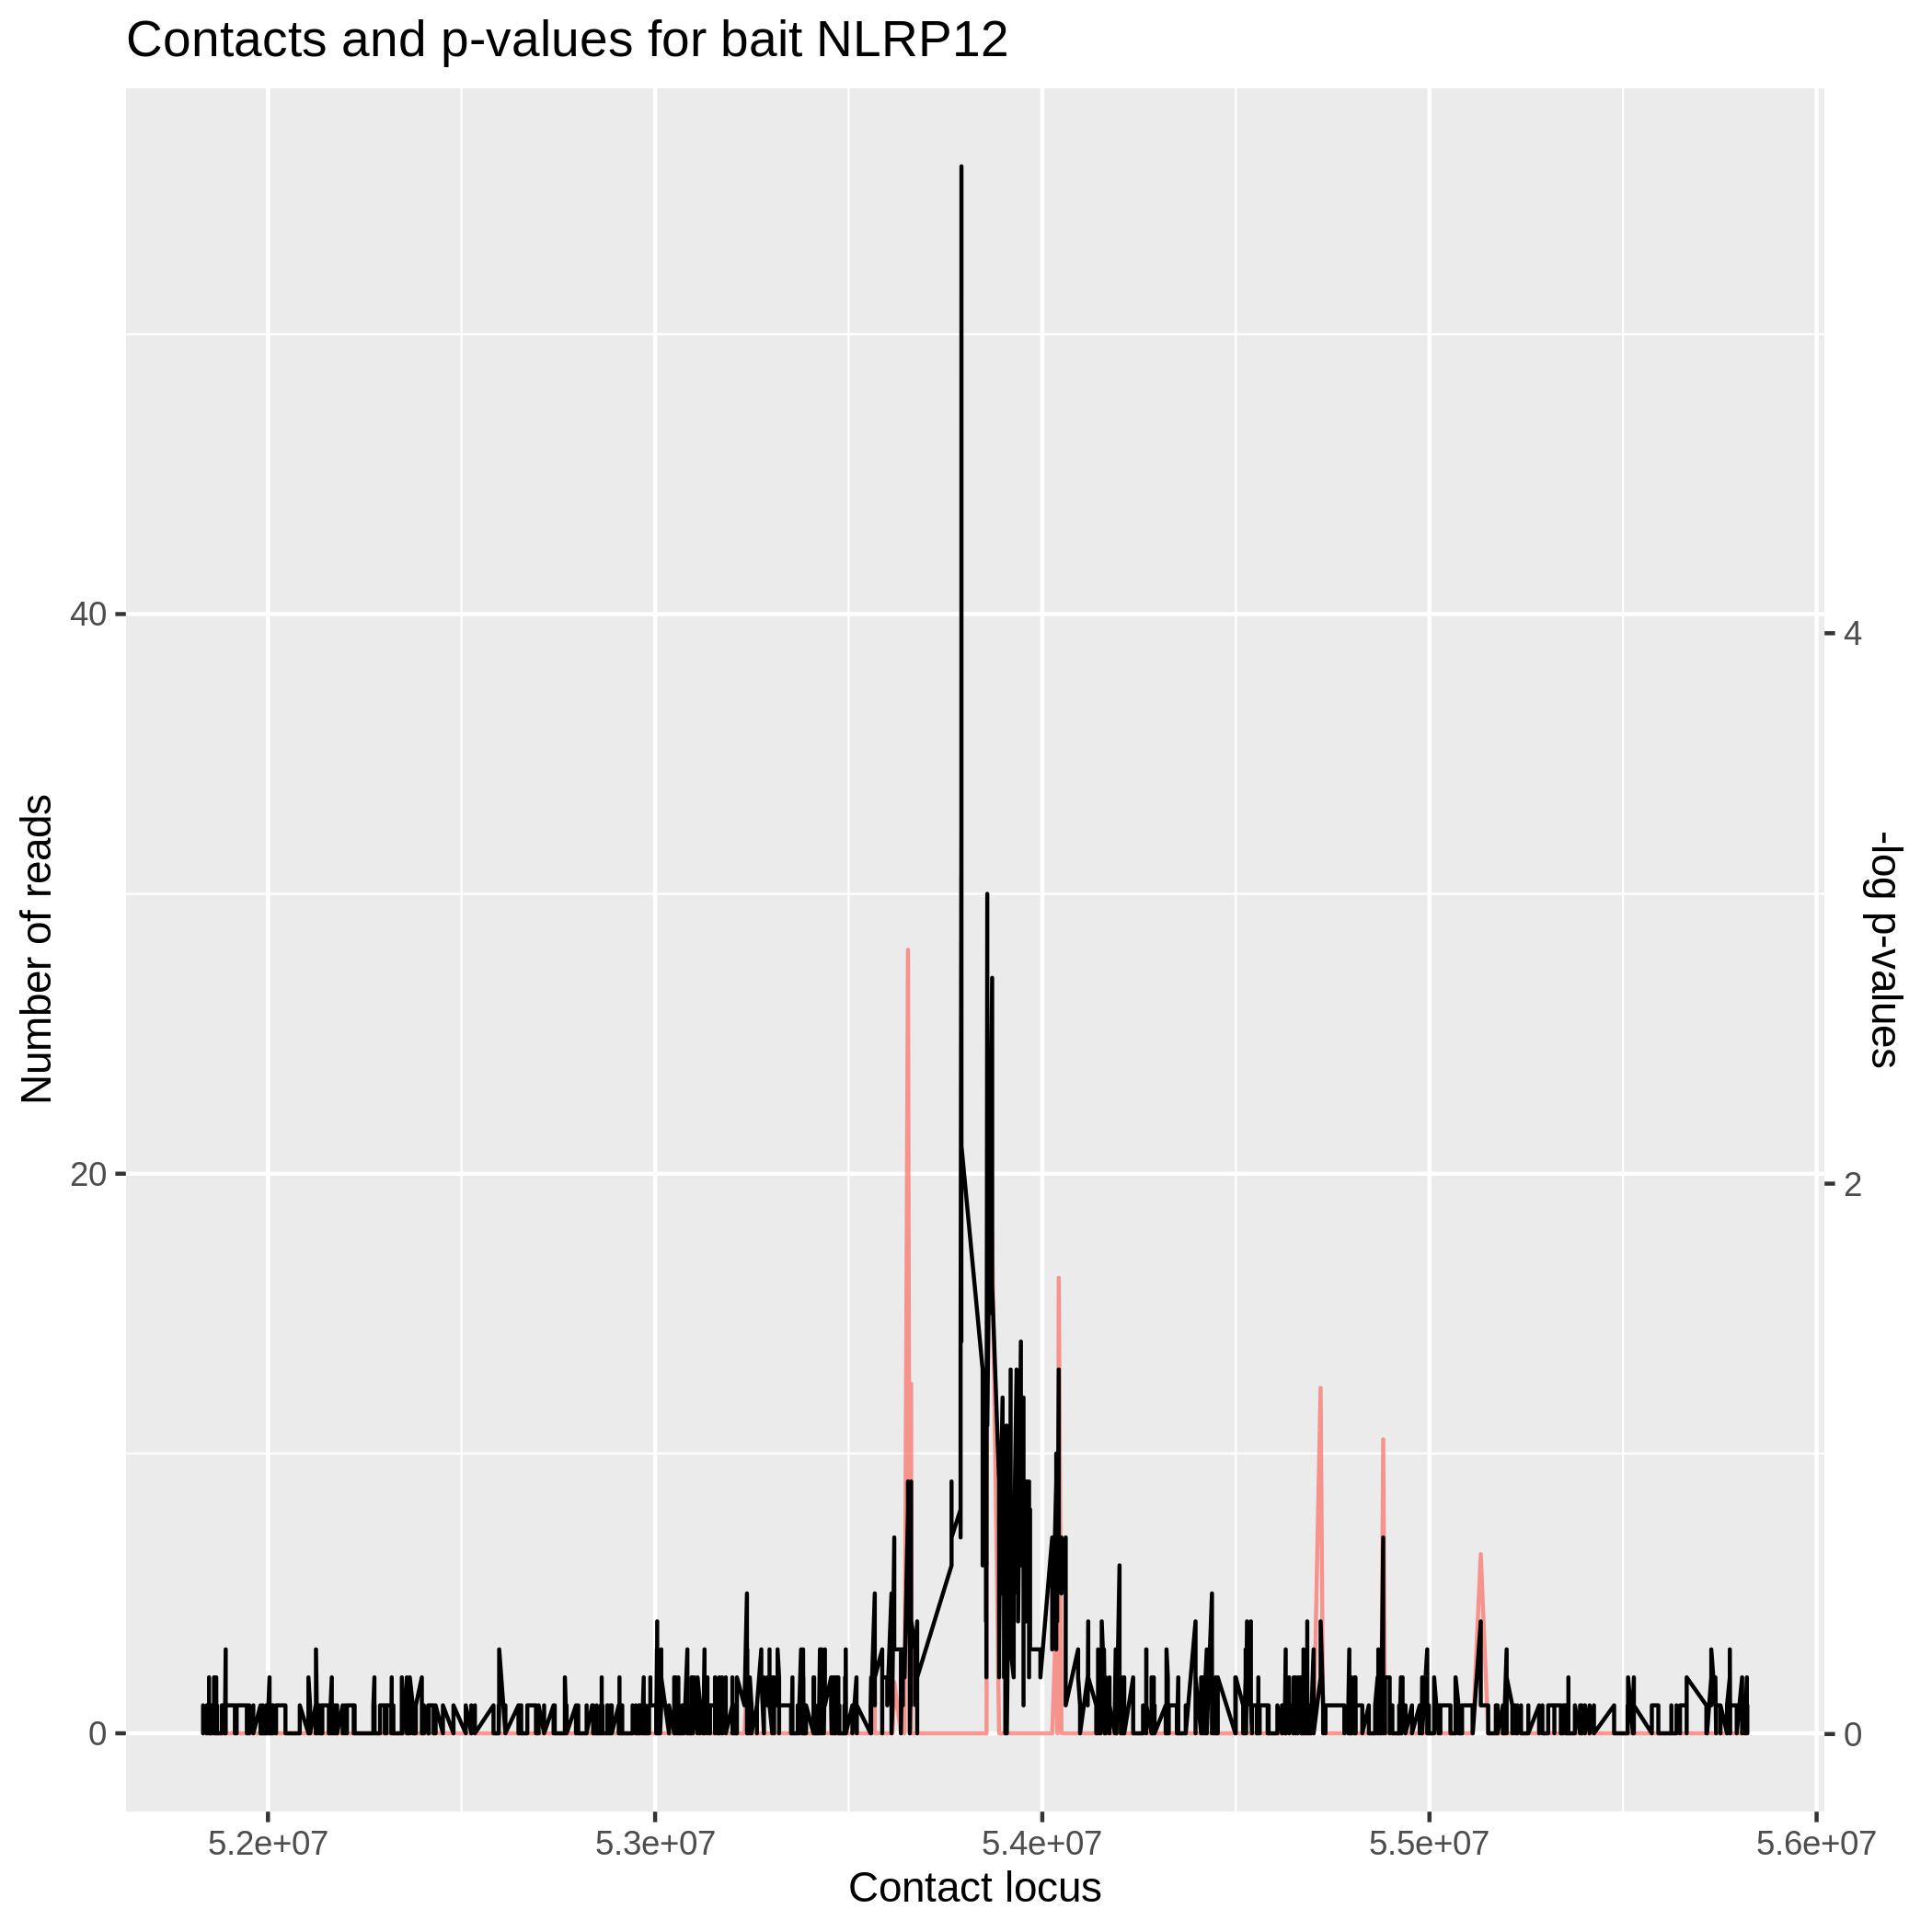 Contacts and p-values for bait NLRP12
Number of reads
40
20
0
4
2
0
-log p-values
5.2e+07
5.3e+07
5.4e+07
5.5e+07
5.6e+07
Contact locus